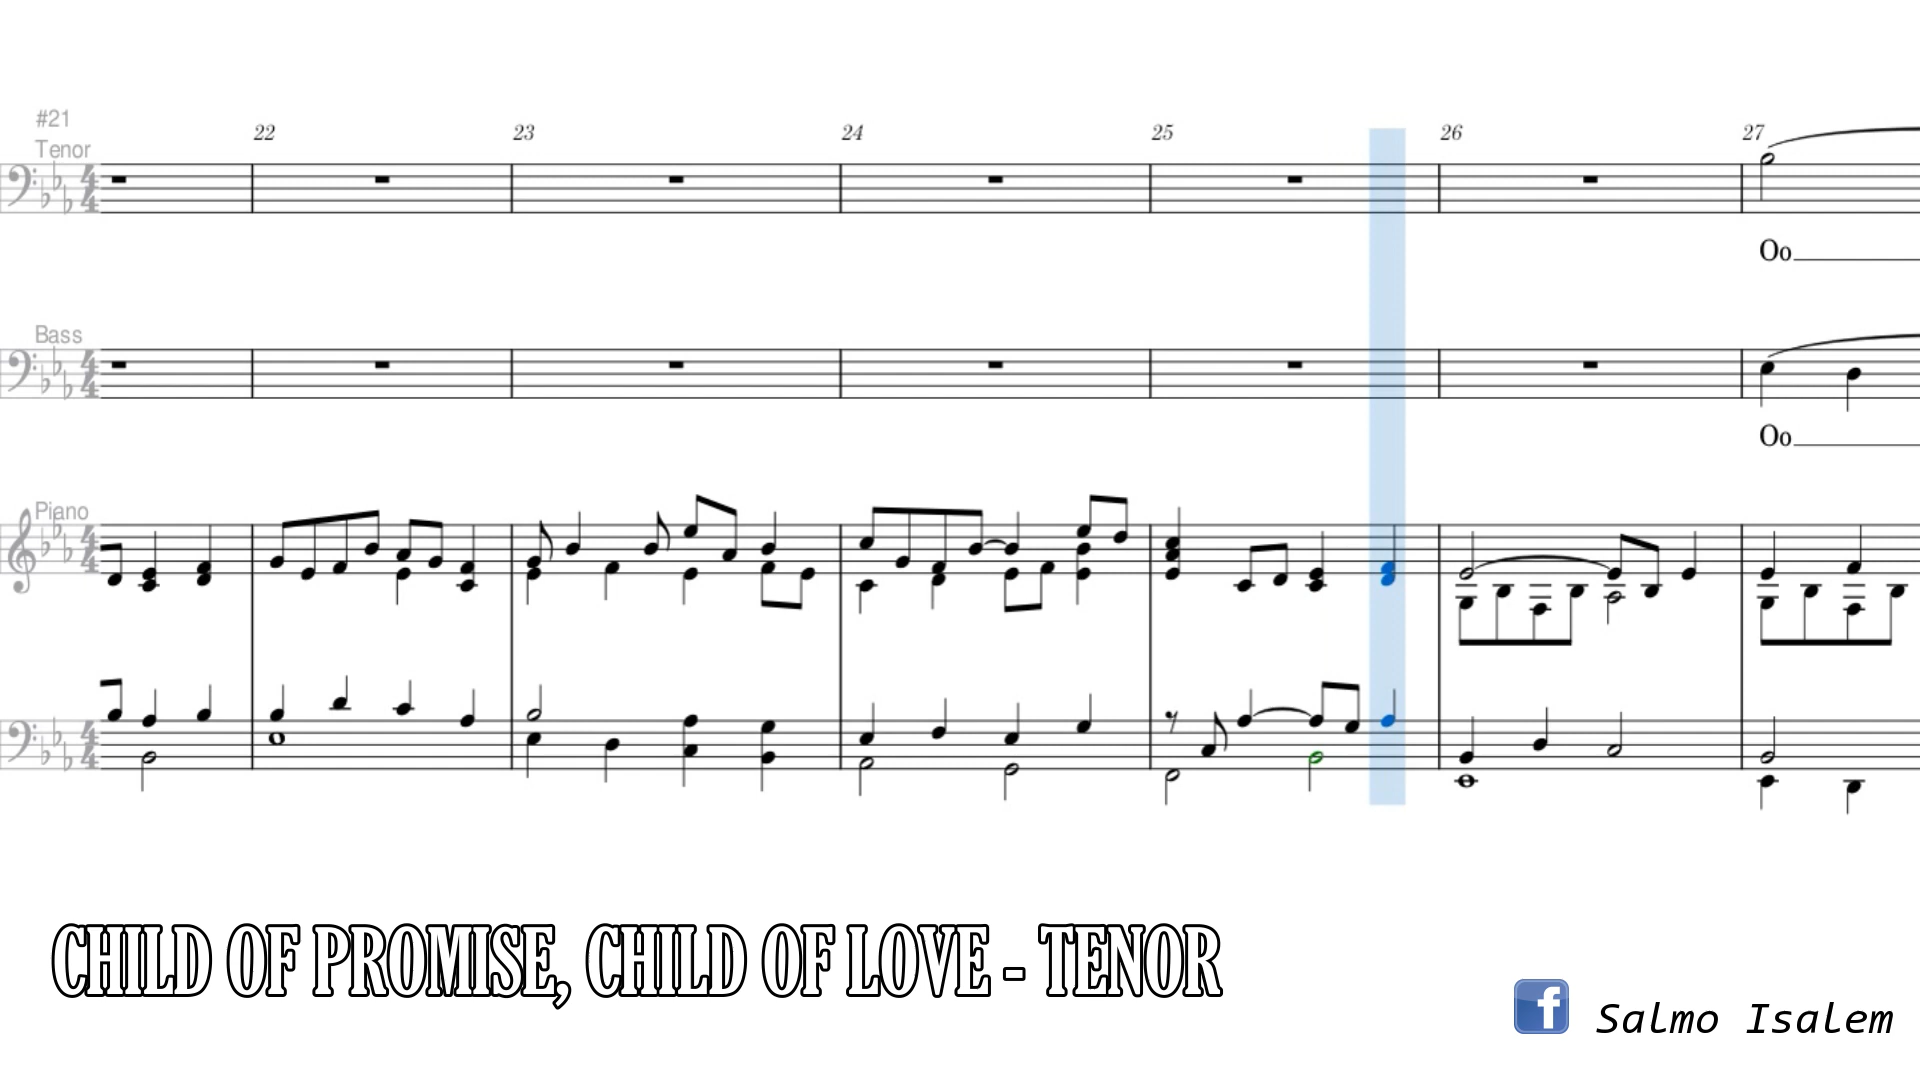 #21
22
23
24
25
26
27
Tenor
Oo
Bass
Oo
Piano
CHILD OF PROMISE, CHILD OF LOVE - TENOR
f Salmo Isalem